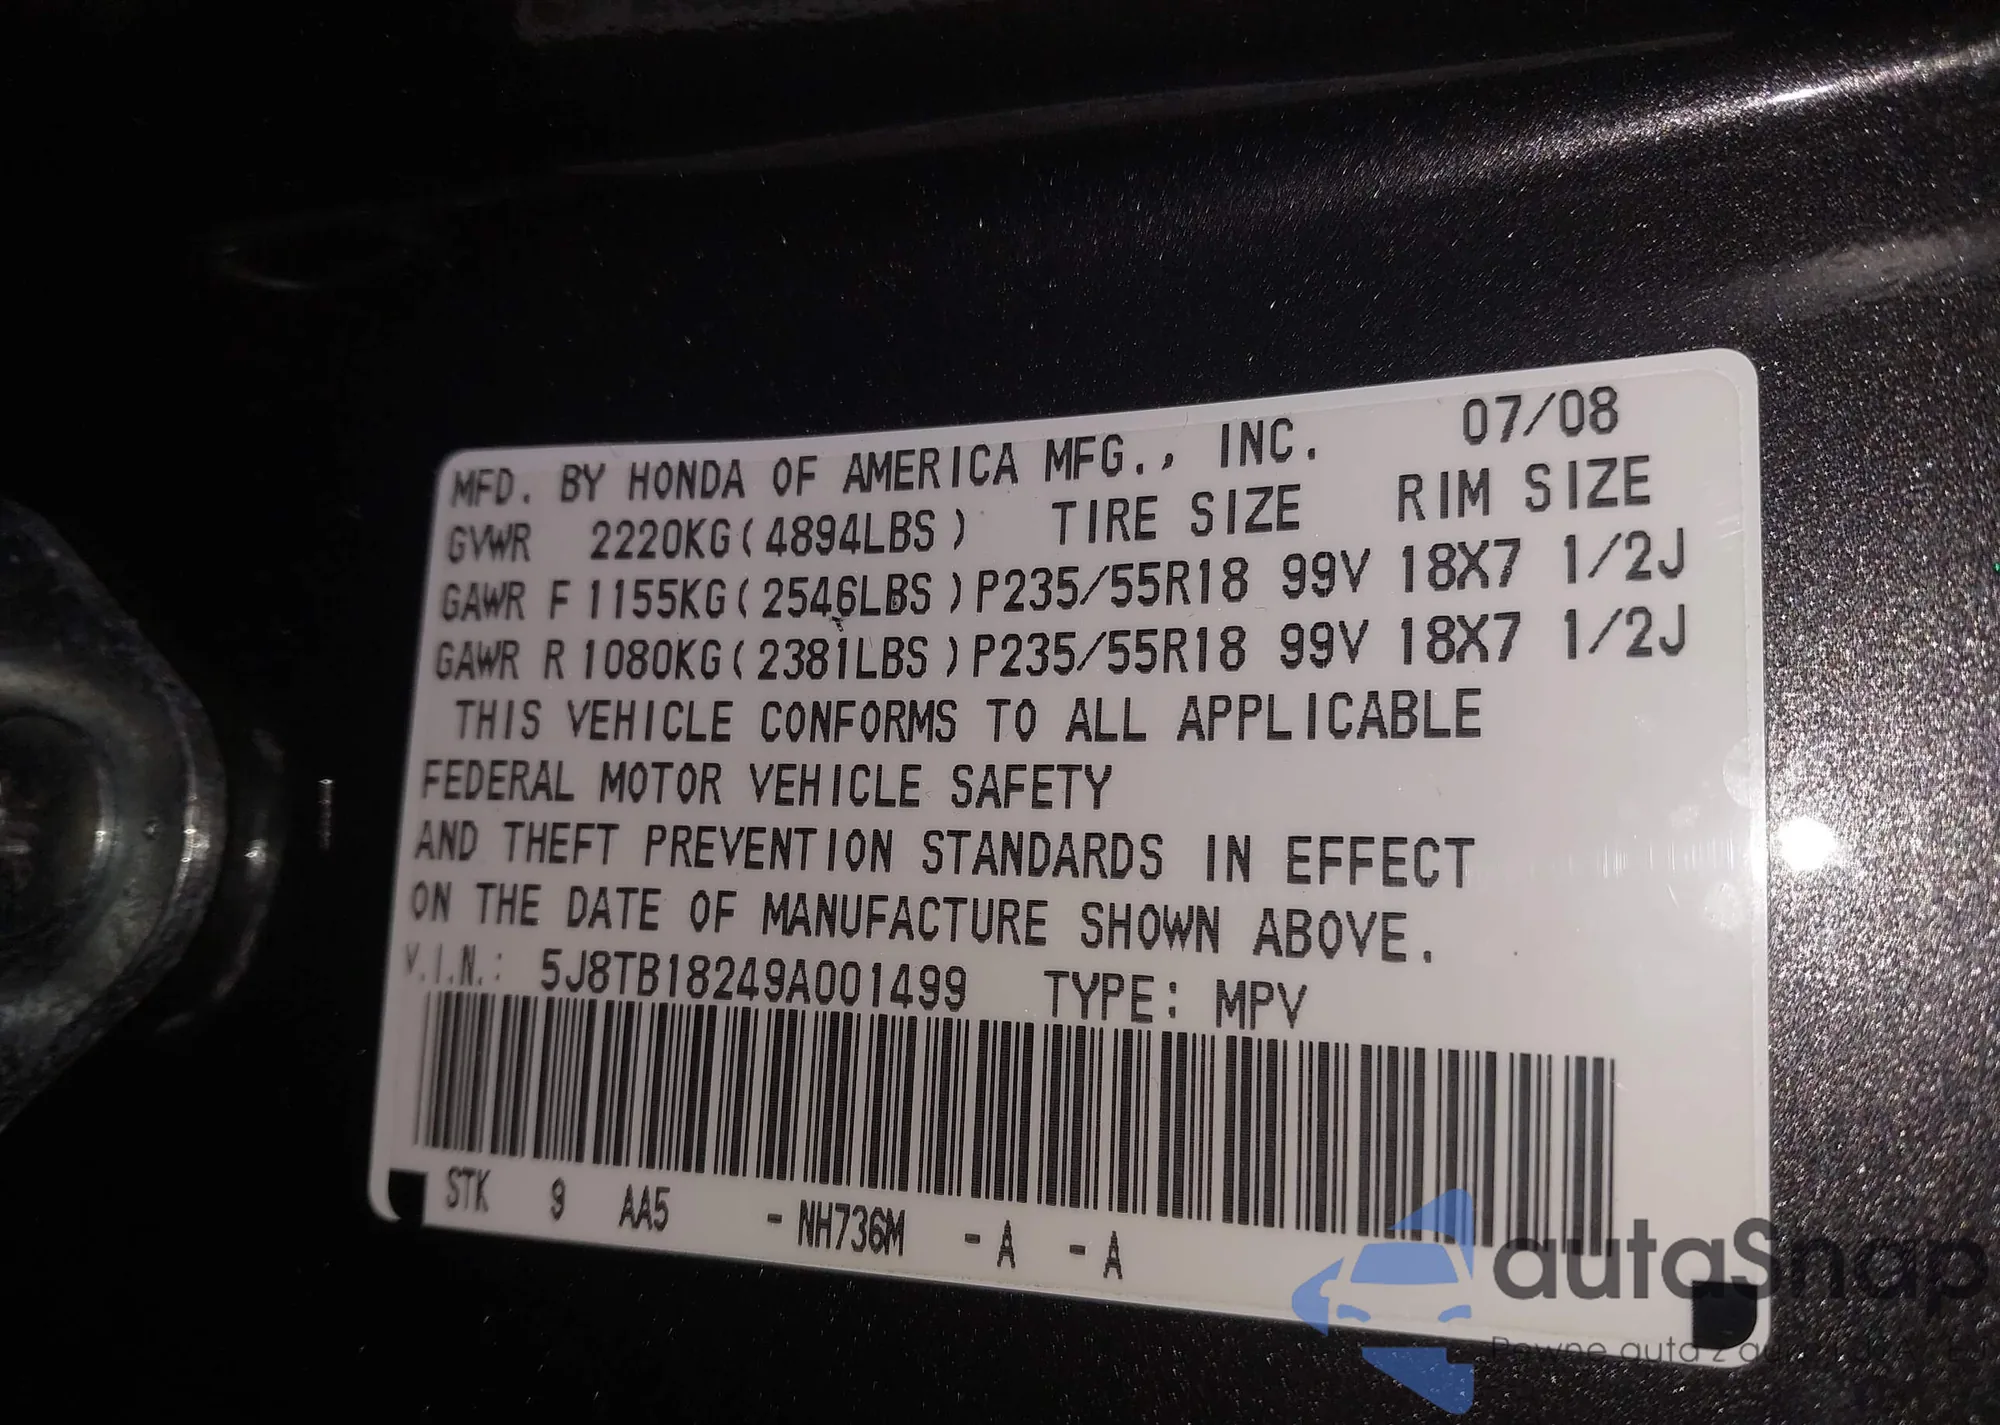 MFD. BY HONDA OF AMERICA MFG., INC. 07/08
GVWR 2220KG(4894LBS) TIRE SIZE RIM SIZE
GAWR F 1155KG(2546LBS)P235/55R18 99V 18X7 1/2J
GAWR R 1080KG(2381LBS)P235/55R18 99V 18X7 1/2J
THIS VEHICLE CONFORMS TO ALL APPLICABLE
FEDERAL MOTOR VEHICLE SAFETY
AND THEFT PREVENTION STANDARDS IN EFFECT
ON THE DATE OF MANUFACTURE SHOWN ABOVE.
V.I.N.: 5J8TB18249A001499 TYPE: MPV
STK 9 AA5 - NH736M - A - A
autaSnap
Pewne auta z